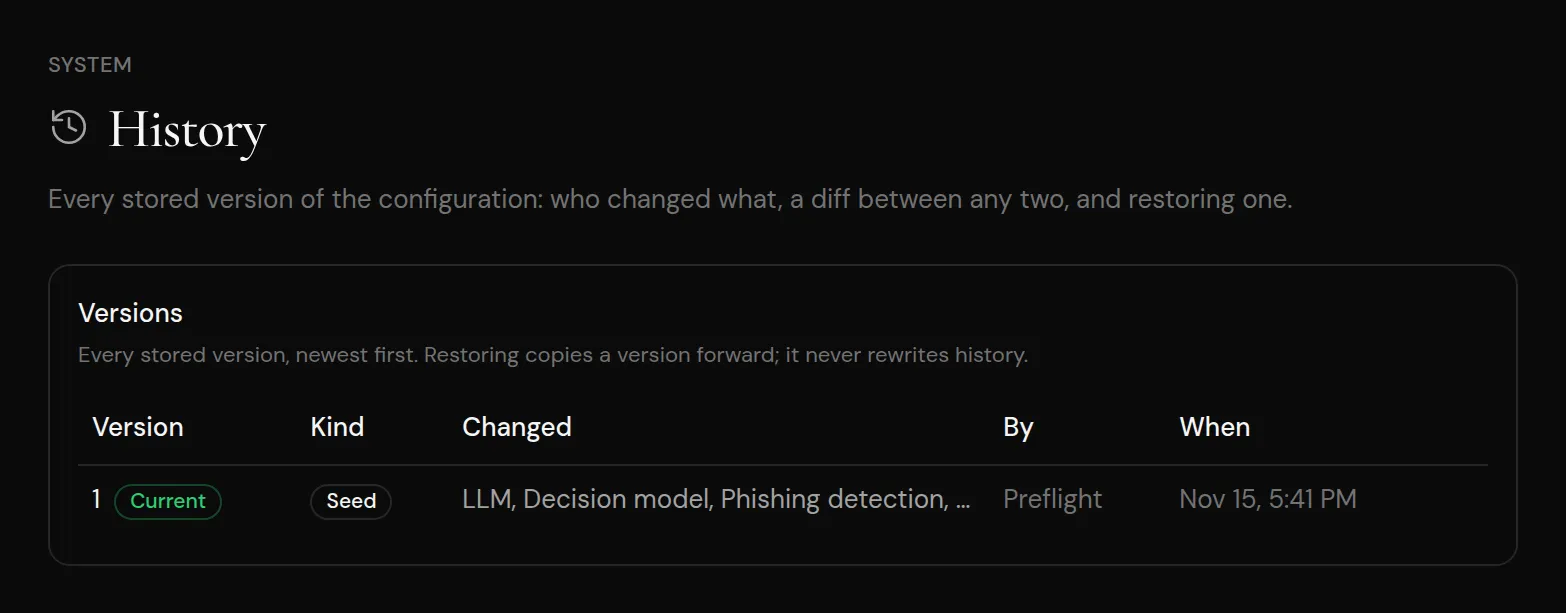 SYSTEM
History
Every stored version of the configuration: who changed what, a diff between any two, and restoring one.
Versions
Every stored version, newest first. Restoring copies a version forward; it never rewrites history.
Version Kind Changed By When
1 Current Seed LLM, Decision model, Phishing detection, ... Preflight Nov 15, 5:41 PM